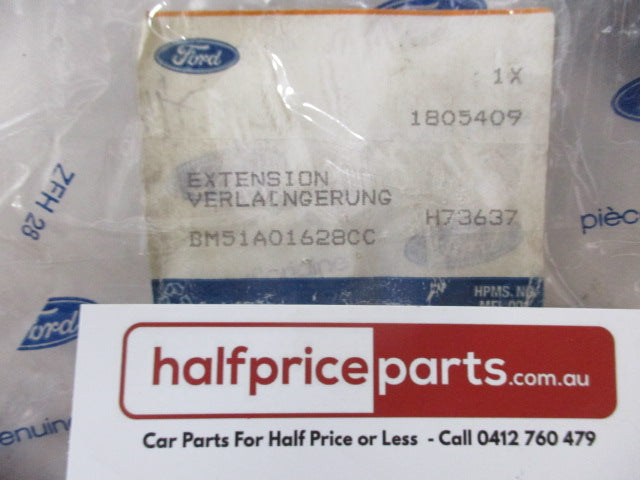 Ford
1X
1805409
EXTENSION
VERLAENGERUNG
H73637
BM51A01628CC
ZFH 28
pièc
Ford
enuin
HPMS. N
halfpriceparts.com.au
Car Parts For Half Price or Less - Call 0412 760 479